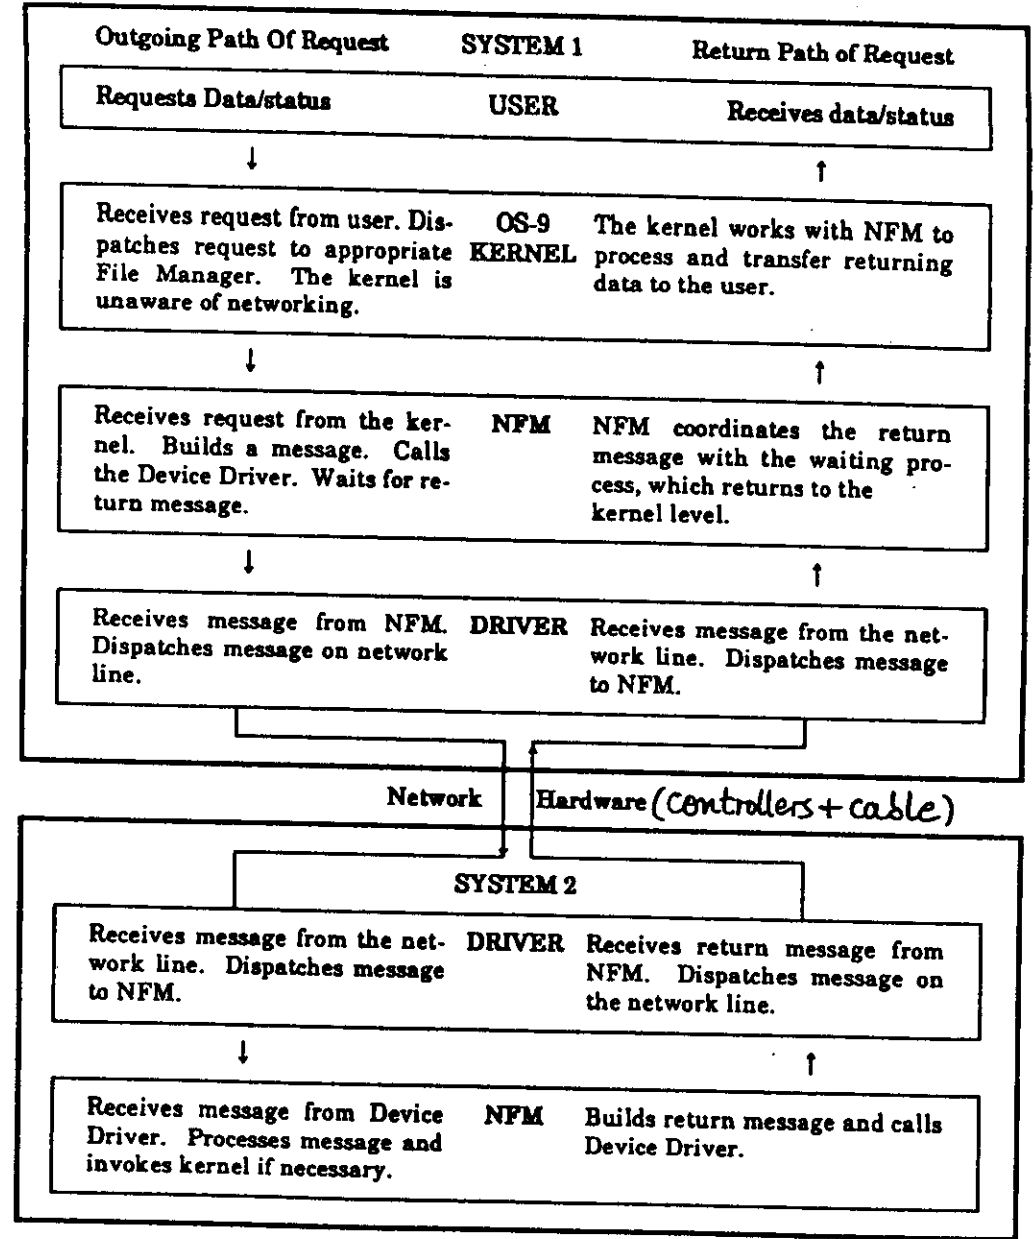 Outgoing Path Of Request SYSTEM 1 Return Path of Request
Requests Data/status USER Receives data/status
↓ ↑
Receives request from user. Dis-
patches request to appropriate
File Manager. The kernel is
unaware of networking.
OS-9
KERNEL
The kernel works with NFM to
process and transfer returning
data to the user.
↓ ↑
Receives request from the ker-
nel. Builds a message. Calls
the Device Driver. Waits for re-
turn message.
NFM
NFM coordinates the return
message with the waiting pro-
cess, which returns to the
kernel level.
↓ ↑
Receives message from NFM.
Dispatches message on network
line.
DRIVER
Receives message from the net-
work line. Dispatches message
to NFM.
Network Hardware (controllers + cable)
SYSTEM 2
Receives message from the net-
work line. Dispatches message
to NFM.
DRIVER
Receives return message from
NFM. Dispatches message on
the network line.
↓ ↑
Receives message from Device
Driver. Processes message and
invokes kernel if necessary.
NFM
Builds return message and calls
Device Driver.